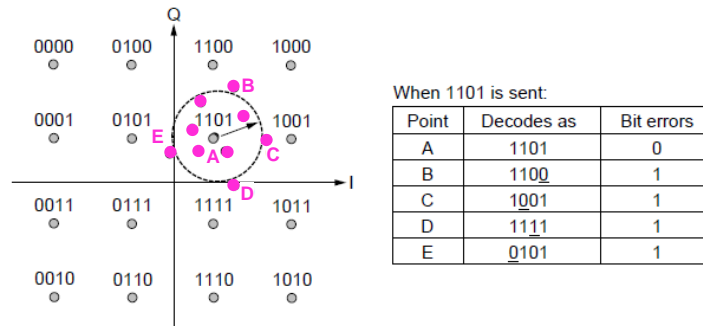 Q
0000 0100 1100 1000
B
0001 0101 1101 1001
E
A
C
D
I
0011 0111 1111 1011
0010 0110 1110 1010
When 1101 is sent:
Point Decodes as Bit errors
A 1101 0
B 1100 1
C 1001 1
D 1111 1
E 0101 1